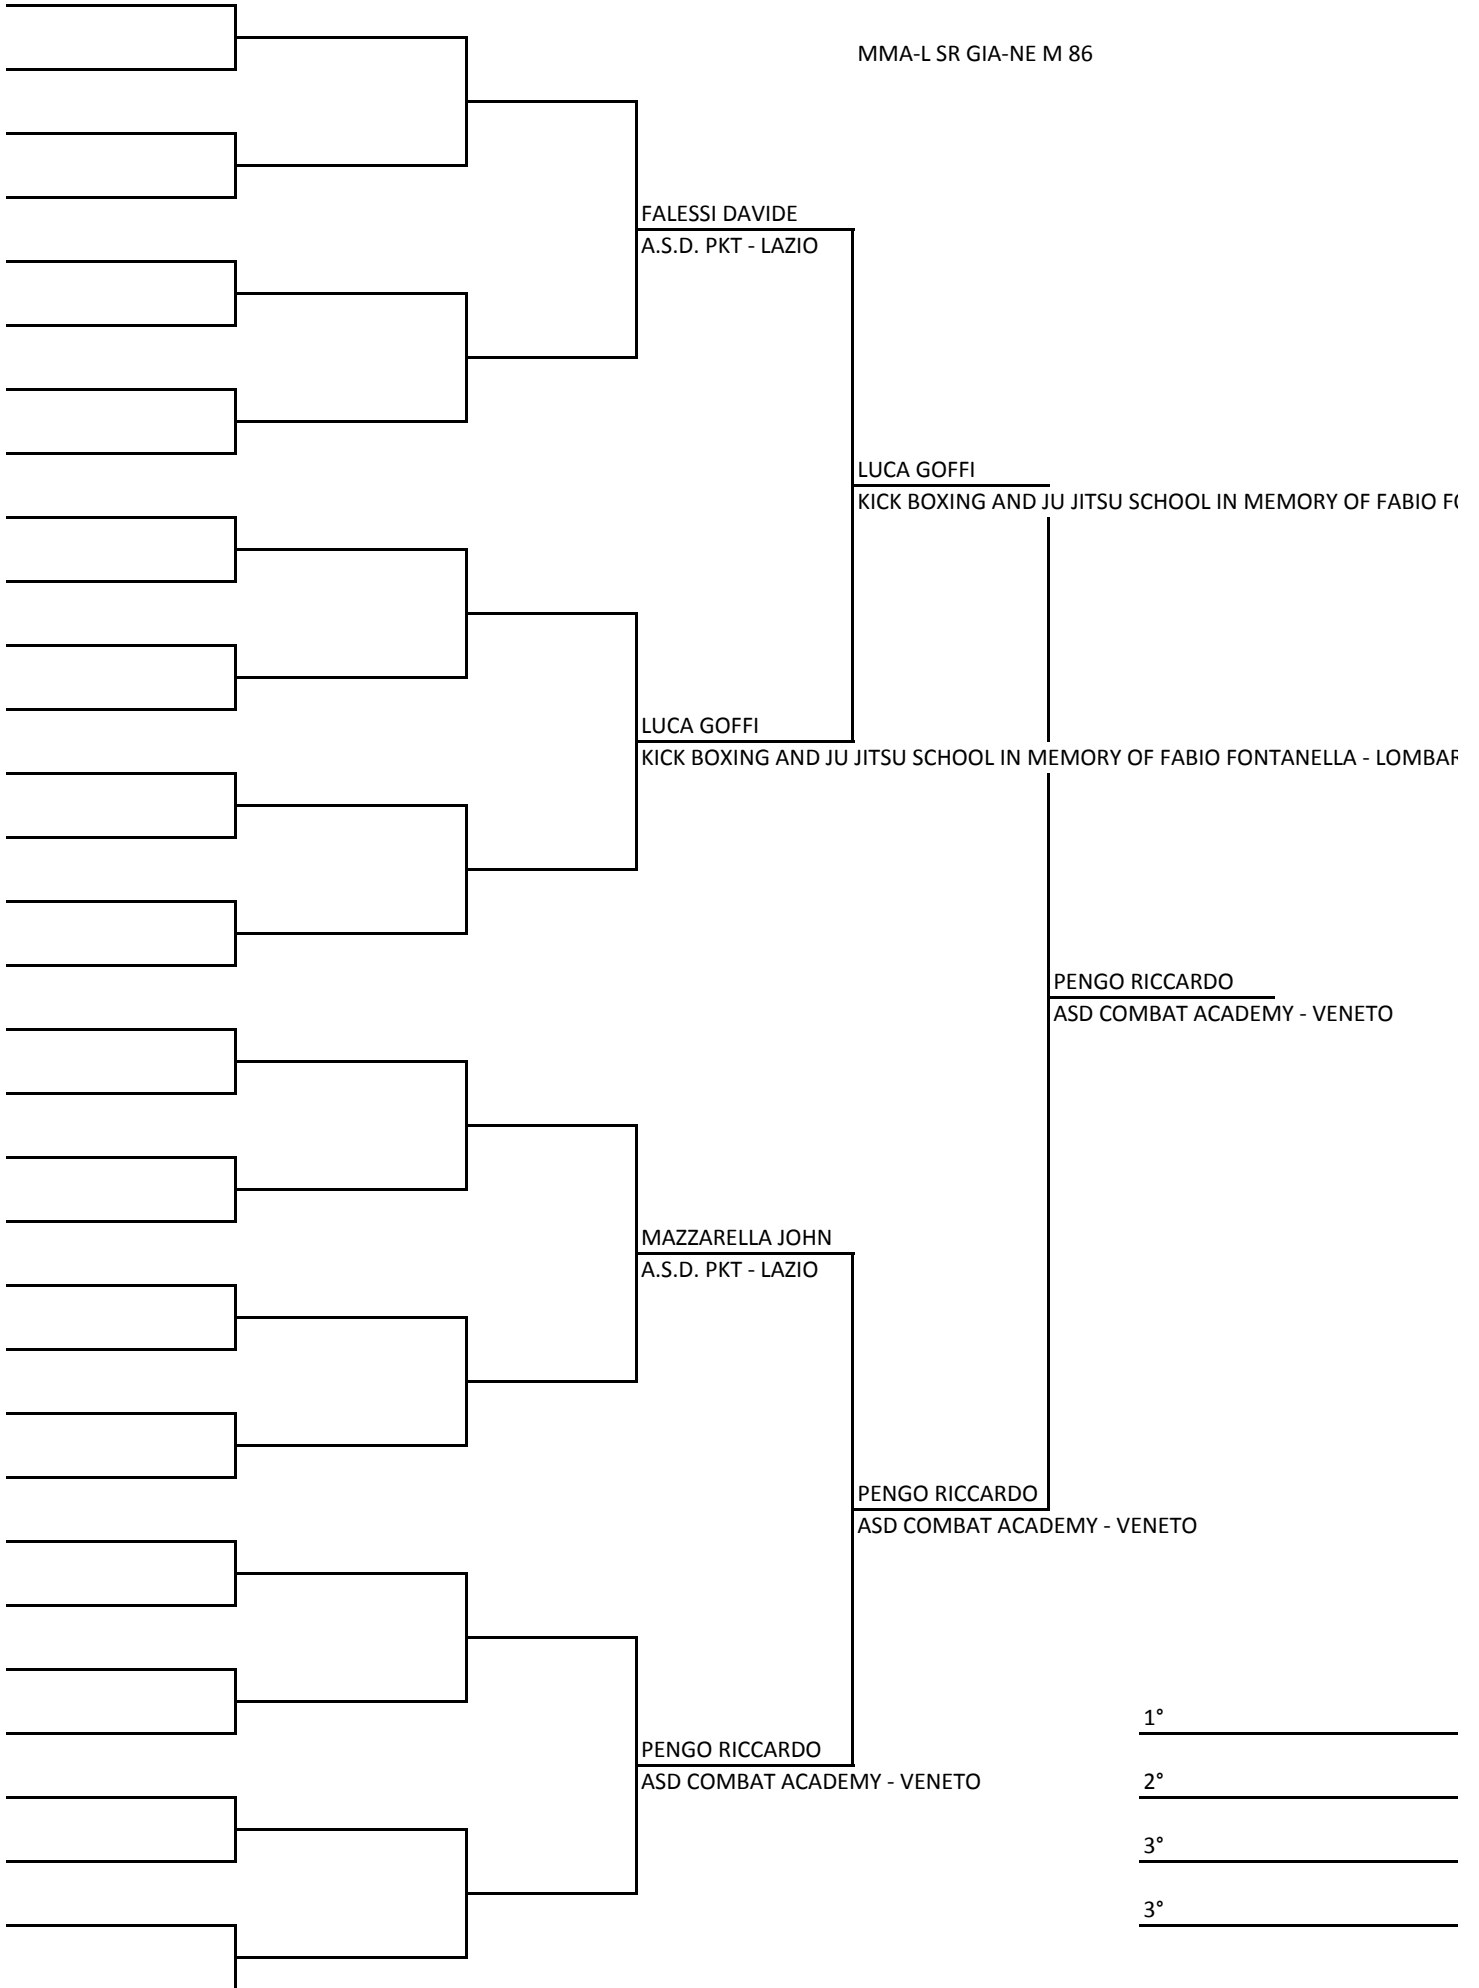 MMA-L SR GIA-NE M 86
FALESSI DAVIDE
A.S.D. PKT - LAZIO
LUCA GOFFI
KICK BOXING AND JU JITSU SCHOOL IN MEMORY OF FABIO
LUCA GOFFI
KICK BOXING AND JU JITSU SCHOOL IN MEMORY OF FABIO FONTANELLA -
PENGO RICCARDO
ASD COMBAT ACADEMY - VENETO
MAZZARELLA JOHN
A.S.D. PKT - LAZIO
PENGO RICCARDO
ASD COMBAT ACADEMY - VENETO
PENGO RICCARDO
ASD COMBAT ACADEMY - VENETO
1°
2°
3°
3°